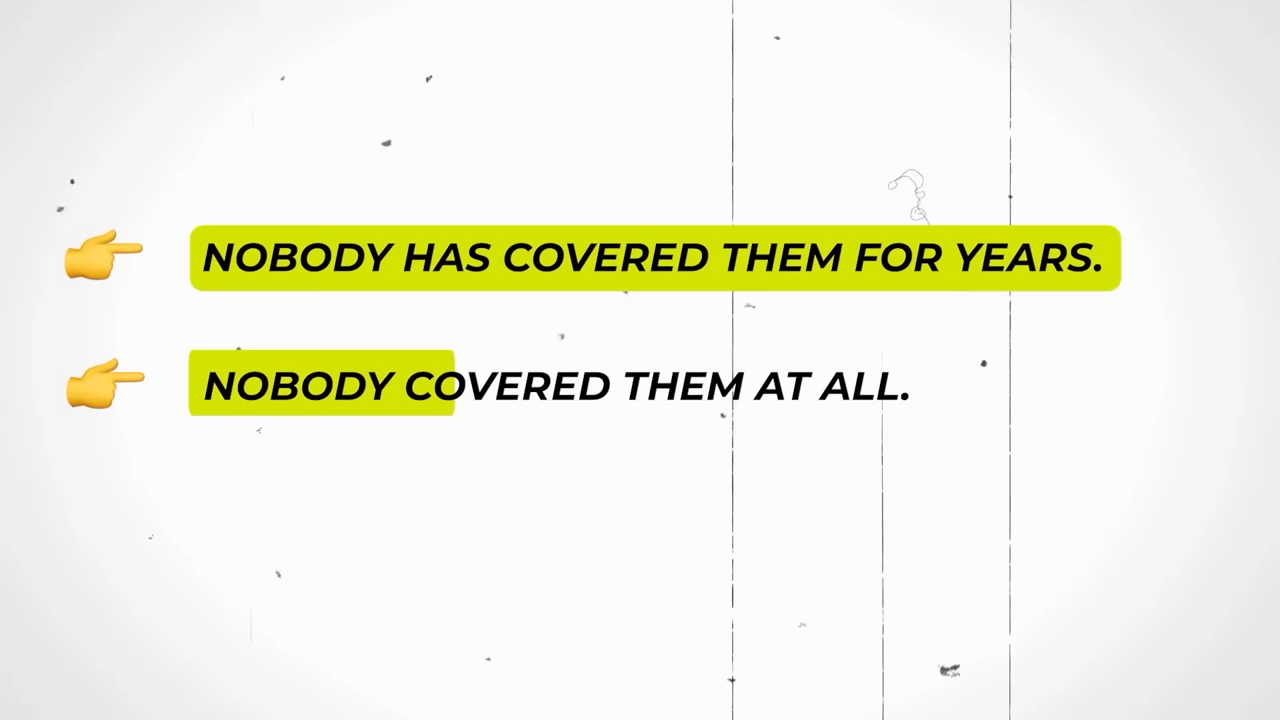 NOBODY HAS COVERED THEM FOR YEARS.
NOBODY COVERED THEM AT ALL.